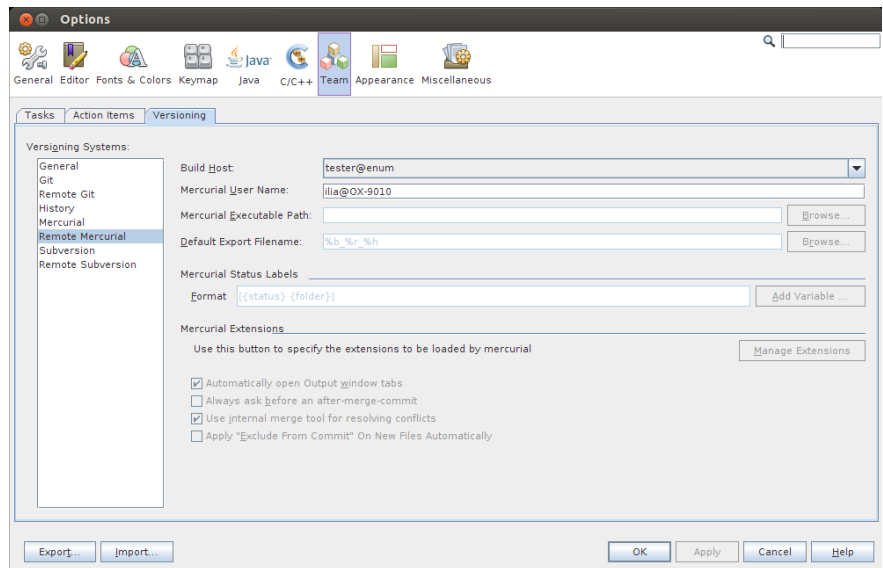 Options
General Editor Fonts & Colors Keymap Java C/C++ Team Appearance Miscellaneous
Tasks Action Items Versioning
Versioning Systems:
General
Git
Remote Git
History
Mercurial
Remote Mercurial
Subversion
Remote Subversion
Build Host: tester@enum
Mercurial User Name: ilia@OX-9010
Mercurial Executable Path: Browse...
Default Export Filename: %b_%r_%h Browse...
Mercurial Status Labels
Format [{status} {folder}] Add Variable ...
Mercurial Extensions
Use this button to specify the extensions to be loaded by mercurial Manage Extensions
Automatically open Output window tabs
Always ask before an after-merge-commit
Use internal merge tool for resolving conflicts
Apply "Exclude From Commit" On New Files Automatically
Export... Import... OK Apply Cancel Help